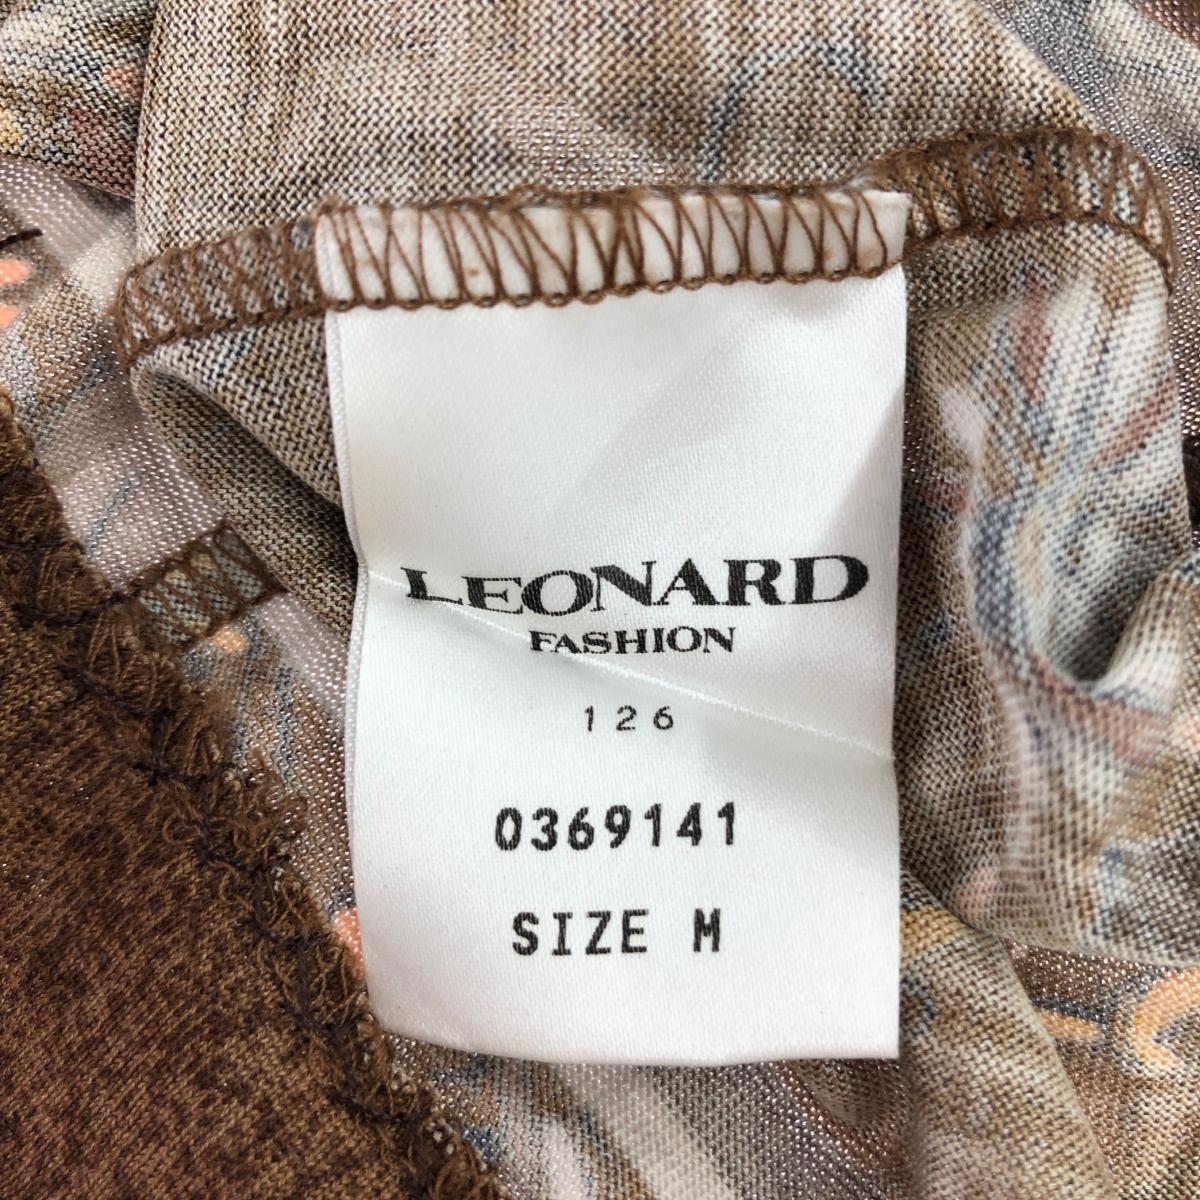 LEONARD
FASHION
126
0369141
SIZE M